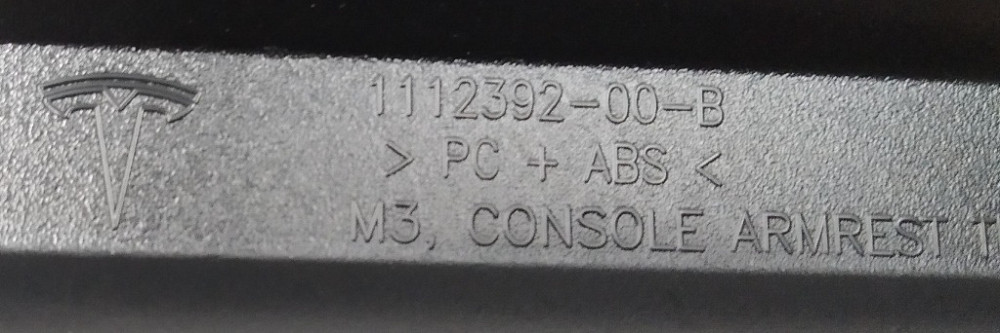 1112392-00-B
> PC + ABS <
M3, CONSOLE ARMREST T